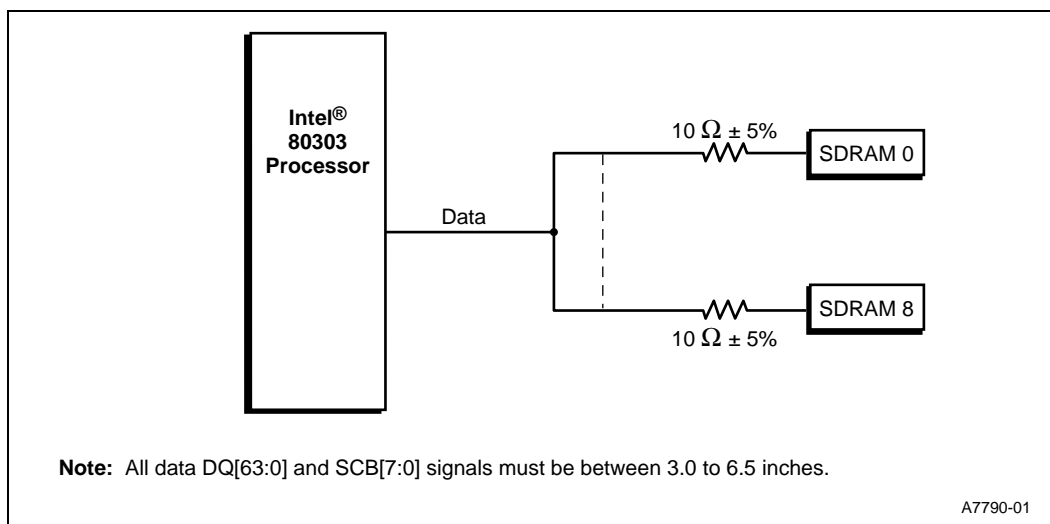 Intel®
80303
Processor
Data
10 Ω ± 5%
SDRAM 0
SDRAM 8
10 Ω ± 5%
Note: All data DQ[63:0] and SCB[7:0] signals must be between 3.0 to 6.5 inches.
A7790-01